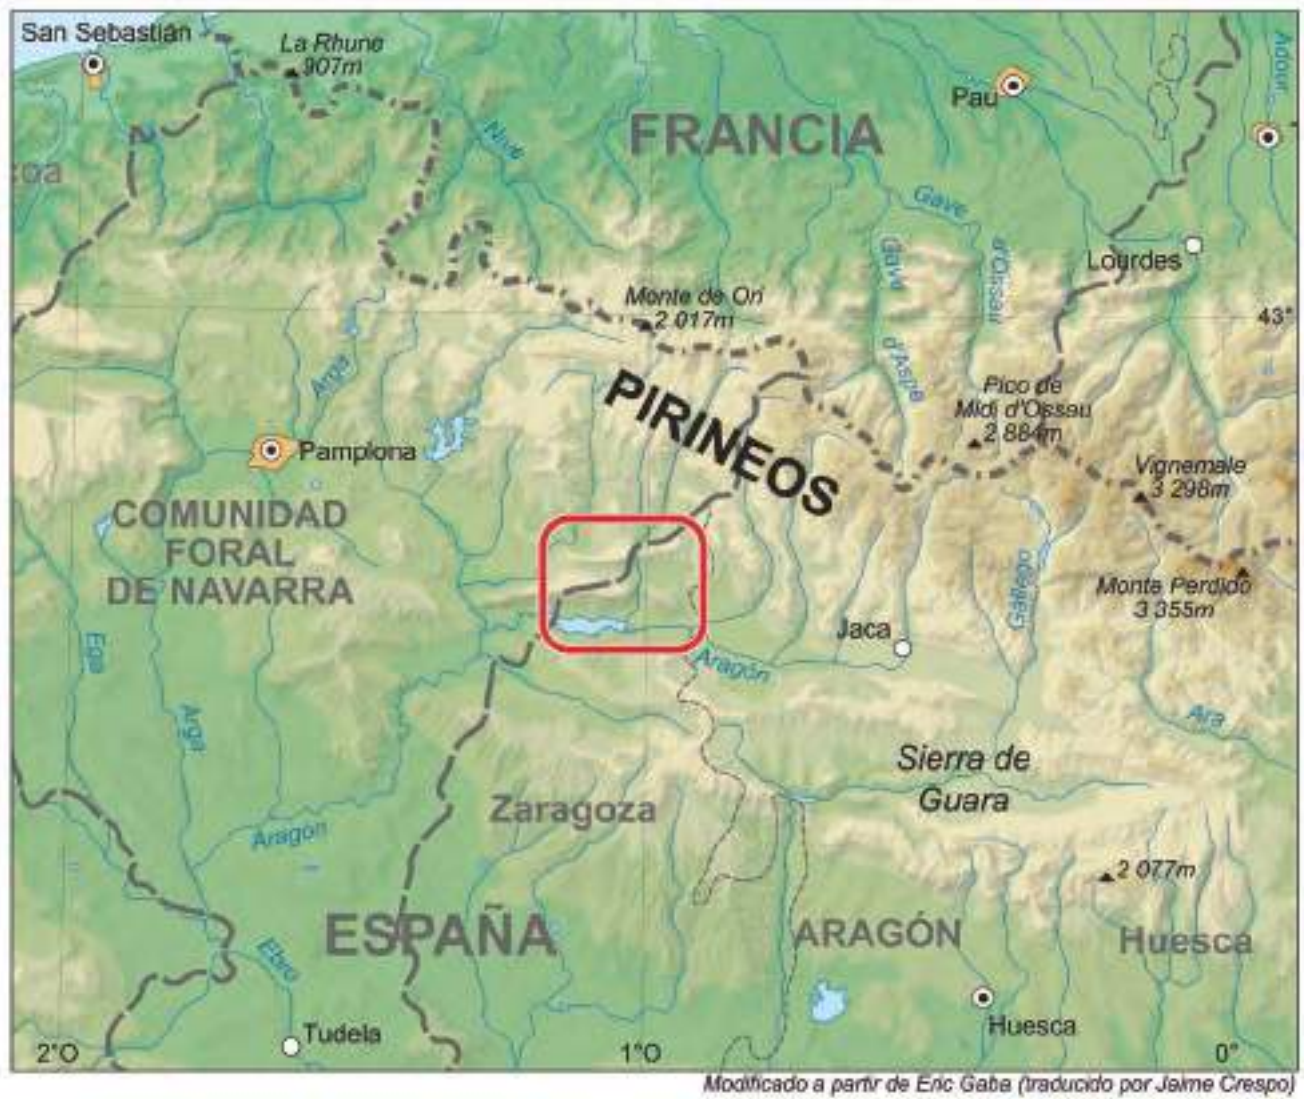 San Sebastián
La Rhune
907m
Pau
Adour
FRANCIA
Nive
zoa
Gave
d'Ossau
Gave
d'Aspe
Lourdes
Monte de Ori
2 017m
43°
Arga
PIRINEOS
Pico de
Midi d'Ossau
2 884m
Pamplona
Vignemale
3 298m
COMUNIDAD
FORAL
DE NAVARRA
Monte Perdido
3 355m
Gállego
Jaca
Ega
Aragón
Arga
Ara
Sierra de
Guara
Zaragoza
Aragón
2 077m
ESPAÑA
ARAGÓN
Huesca
Ebro
Huesca
Tudela
2°O
1°O
0°
Modificado a partir de Eric Gaba (traducido por Jaime Crespo)